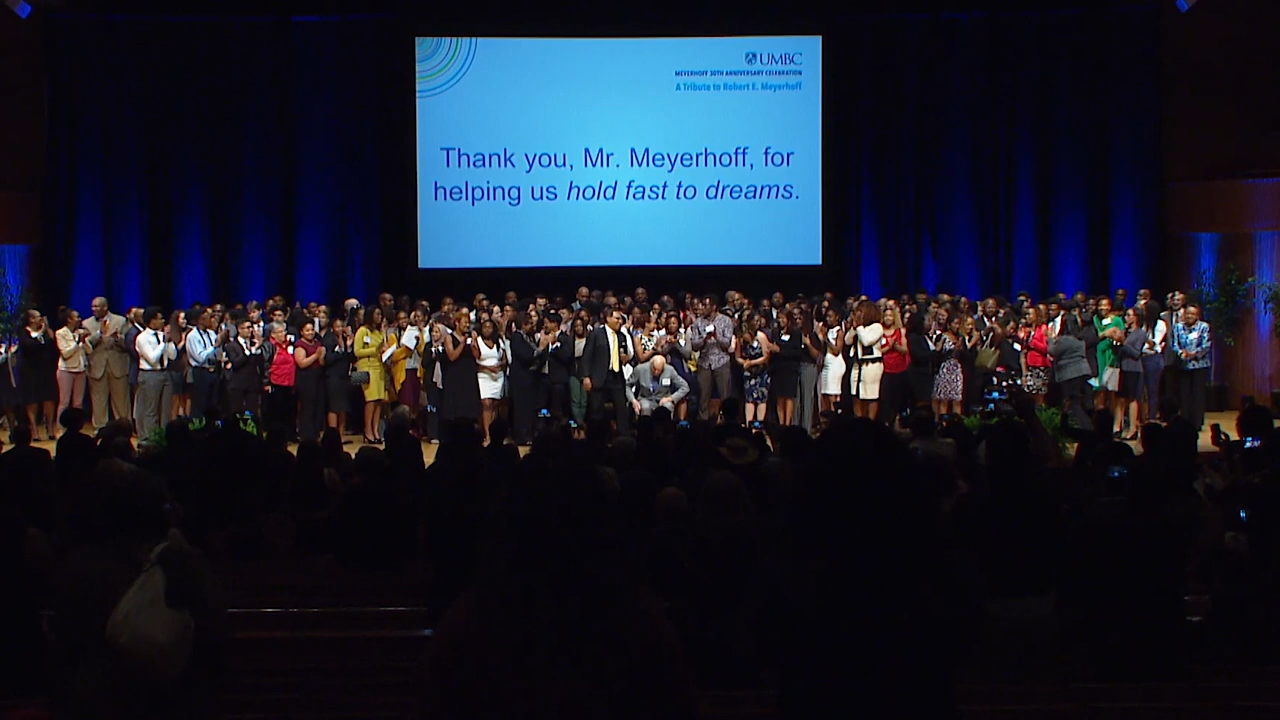 UMBC
MEYERHOFF 30TH ANNIVERSARY CELEBRATION
A Tribute to Robert E. Meyerhoff
Thank you, Mr. Meyerhoff, for
helping us hold fast to dreams.